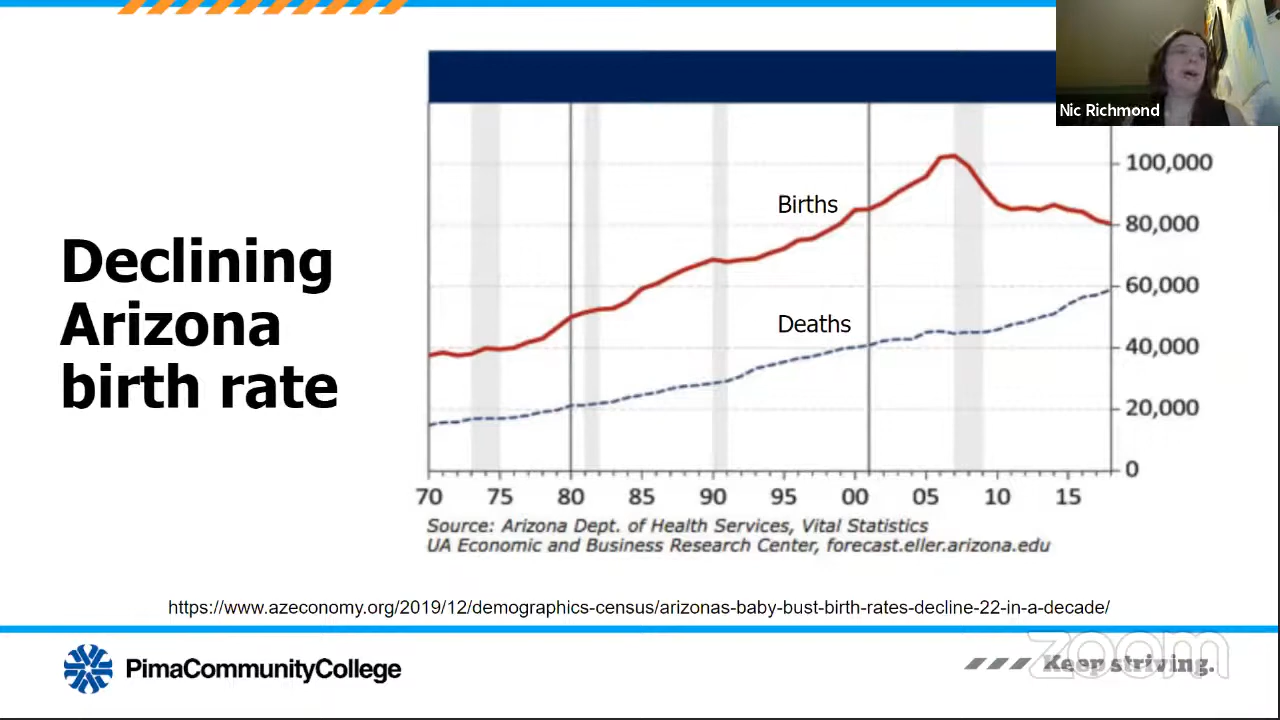 Nic Richmond
Declining
Arizona
birth rate
Births
Deaths
100,000
80,000
60,000
40,000
20,000
0
70 75 80 85 90 95 00 05 10 15
Source: Arizona Dept. of Health Services, Vital Statistics
UA Economic and Business Research Center, forecast.eller.arizona.edu
https://www.azeconomy.org/2019/12/demographics-census/arizonas-baby-bust-birth-rates-decline-22-in-a-decade/
PimaCommunityCollege
Keep striving.
zoom